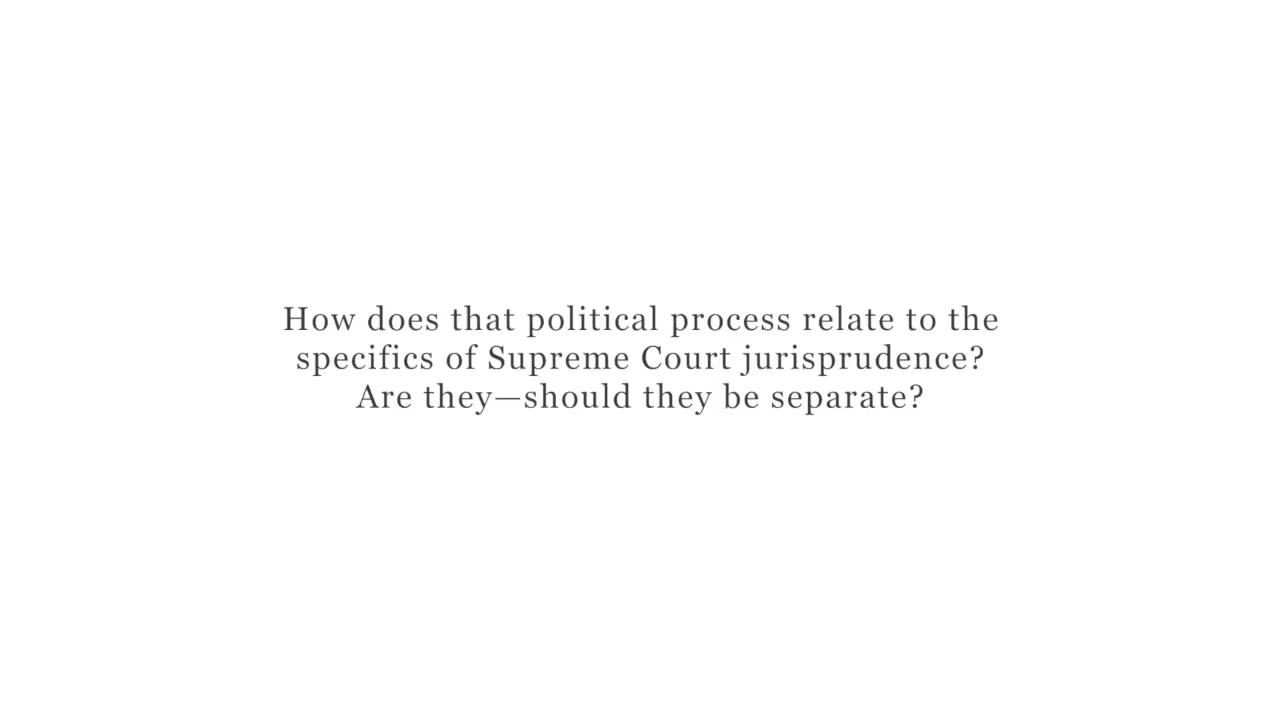 How does that political process relate to the
specifics of Supreme Court jurisprudence?
Are they—should they be separate?